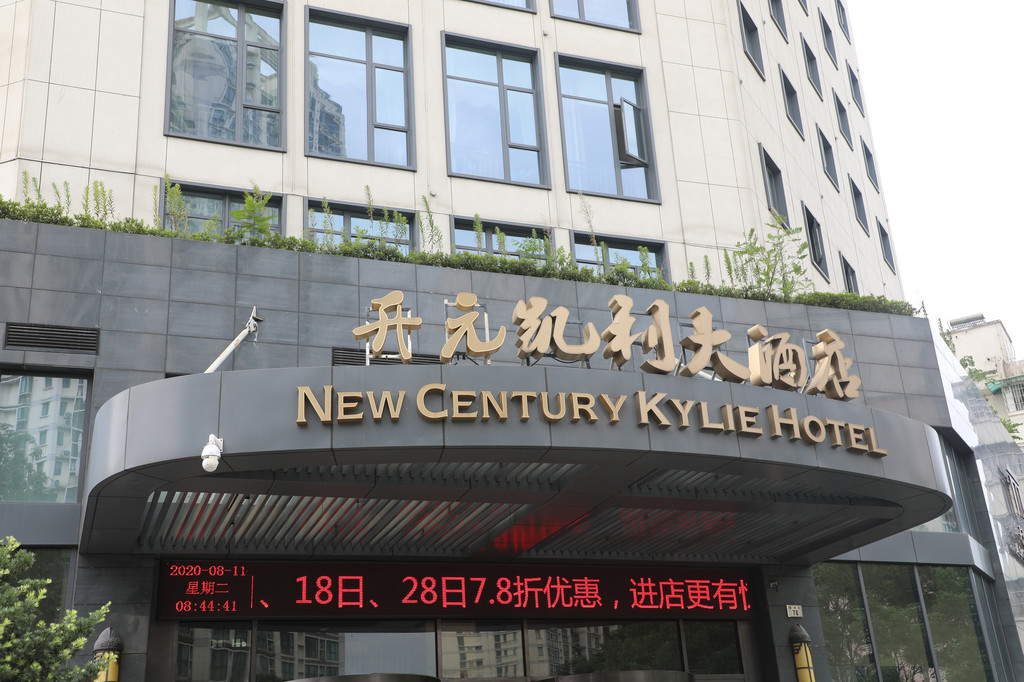 开元凯利大酒店
NEW CENTURY KYLIE HOTEL
2020-08-11
星期二
08:44:41
、18日、28日7.8折优惠，进店更有
78